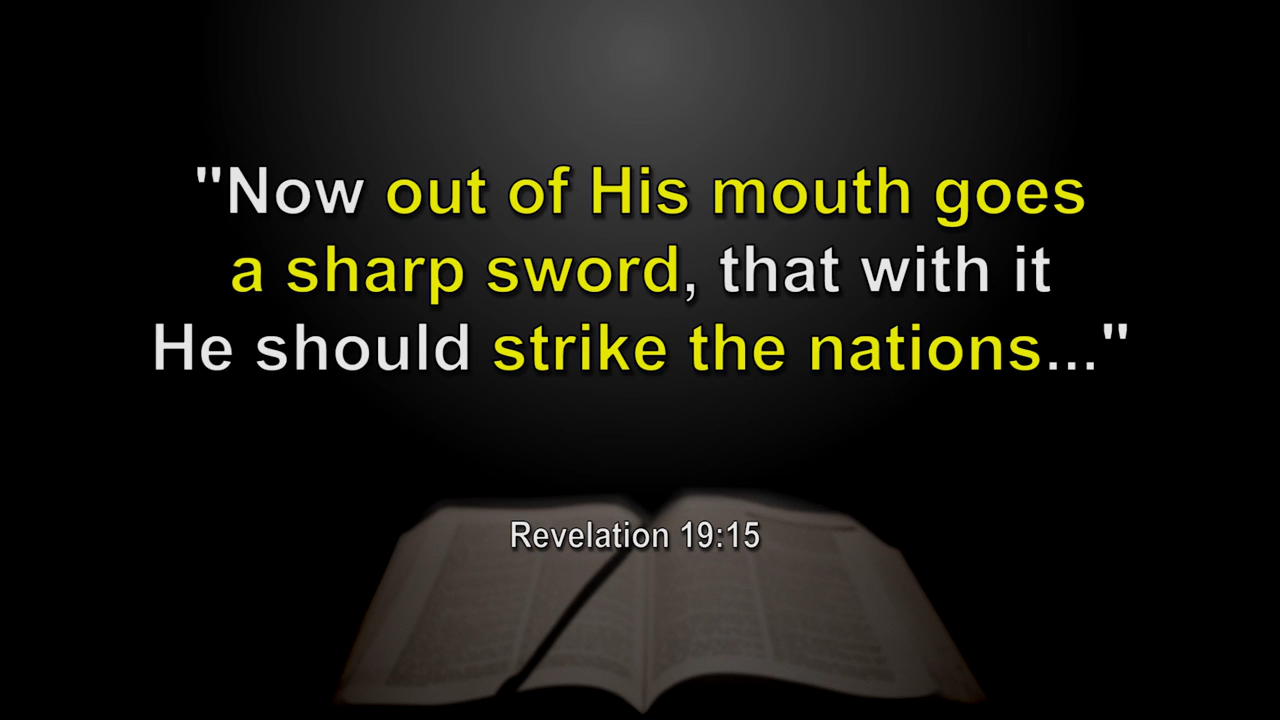 "Now out of His mouth goes
a sharp sword, that with it
He should strike the nations..."
Revelation 19:15